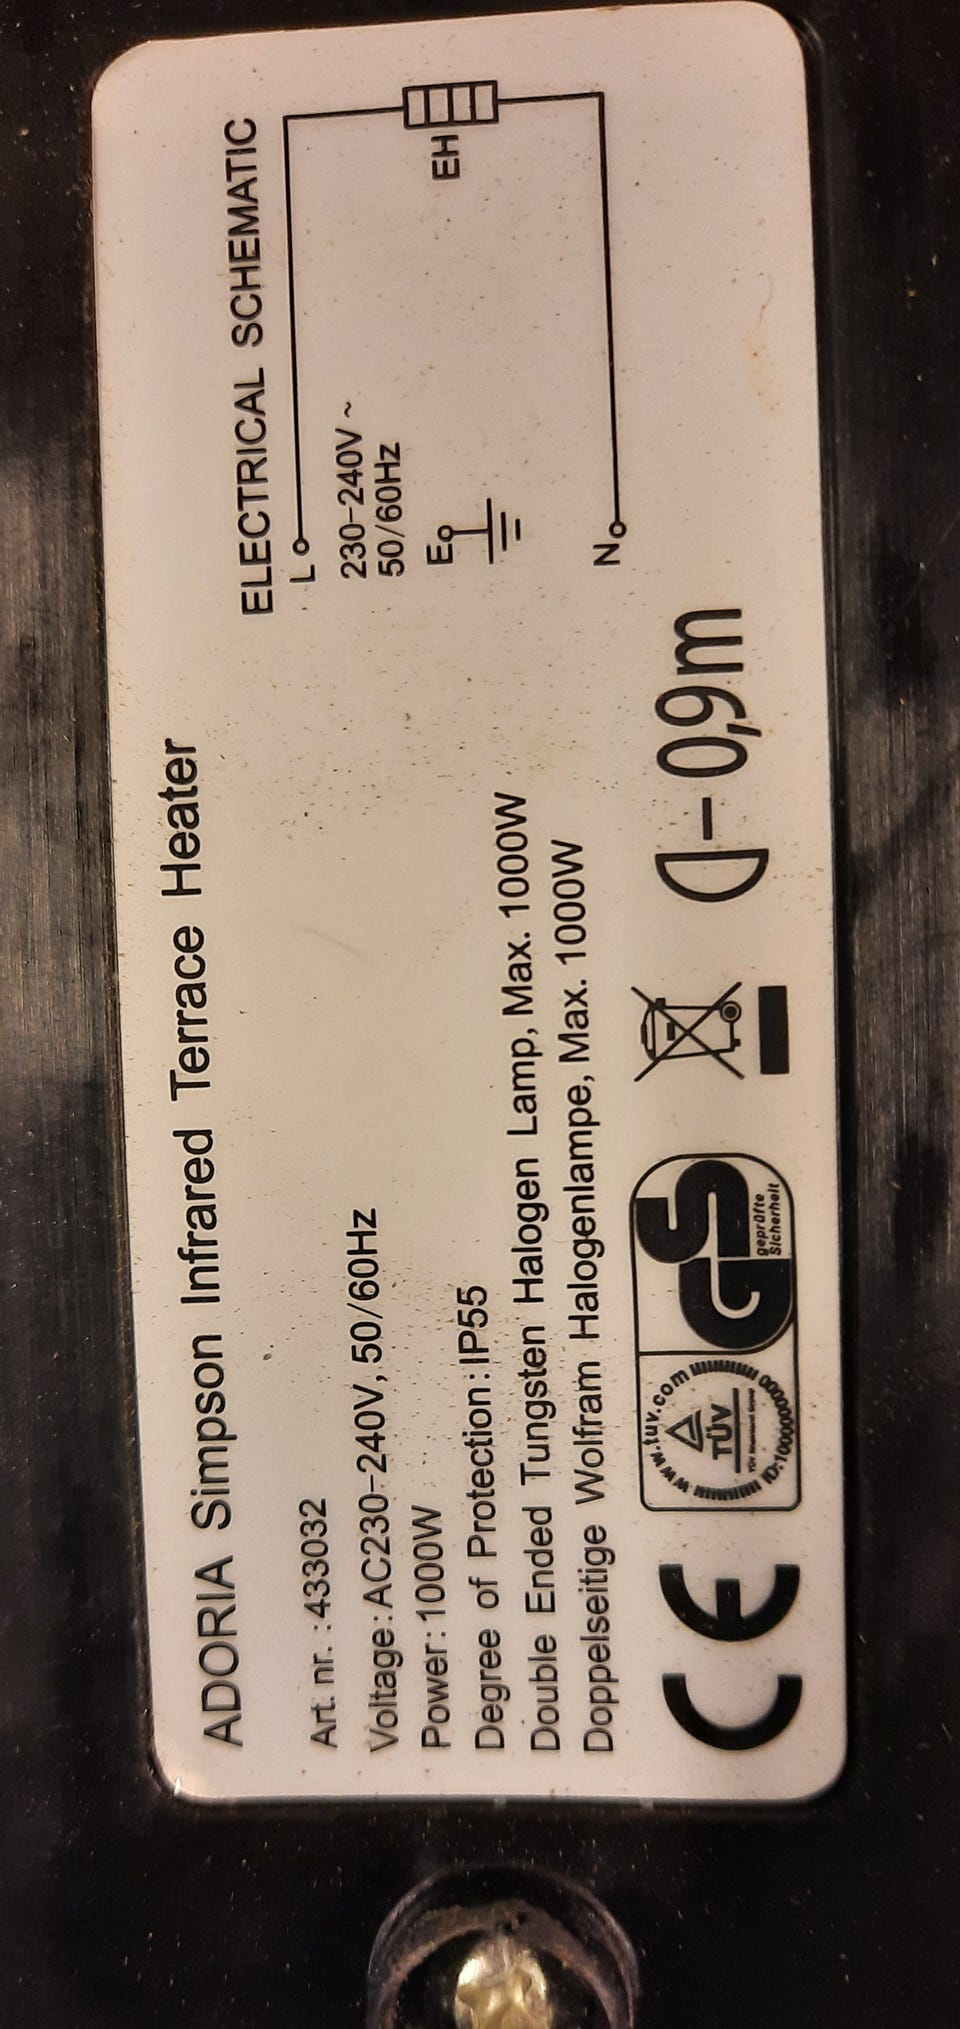 ADORIA Simpson Infrared Terrace Heater
Art. nr. :433032
Voltage:AC230-240V, 50/60Hz
Power:1000W
Degree of Protection:IP55
Double Ended Tungsten Halogen Lamp, Max. 1000W
Doppelseitige Wolfram Halogenlampe, Max. 1000W
CE
www.tuv.com
TÜV
geprüfte
Sicherheit
0,9m
ELECTRICAL SCHEMATIC
L
230-240V ~
50/60Hz
E
EH
N